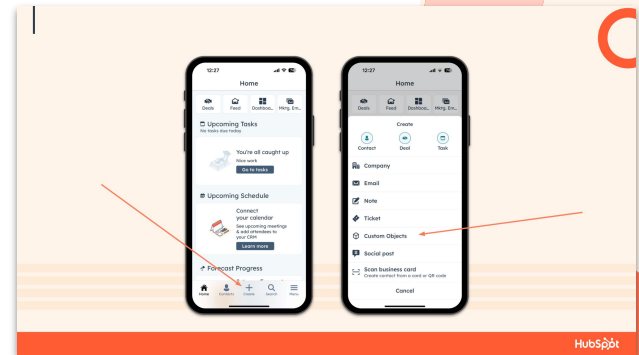 12:27
Home
Deals
Feed
Dashboa...
Mktg. Em...
Upcoming Tasks
No tasks due today
You're all caught up
Nice work
Go to tasks
Upcoming Schedule
Connect
your calendar
See upcoming meetings
& add attendees to
your CRM
Learn more
Forecast Progress
Home
Contacts
Create
Search
Menu
12:27
Home
Deals
Feed
Dashboa...
Mktg. Em...
Create
Contact
Deal
Task
Company
Email
Note
Ticket
Custom Objects
Social post
Scan business card
Create contact from a card or QR code
Cancel
HubSpot